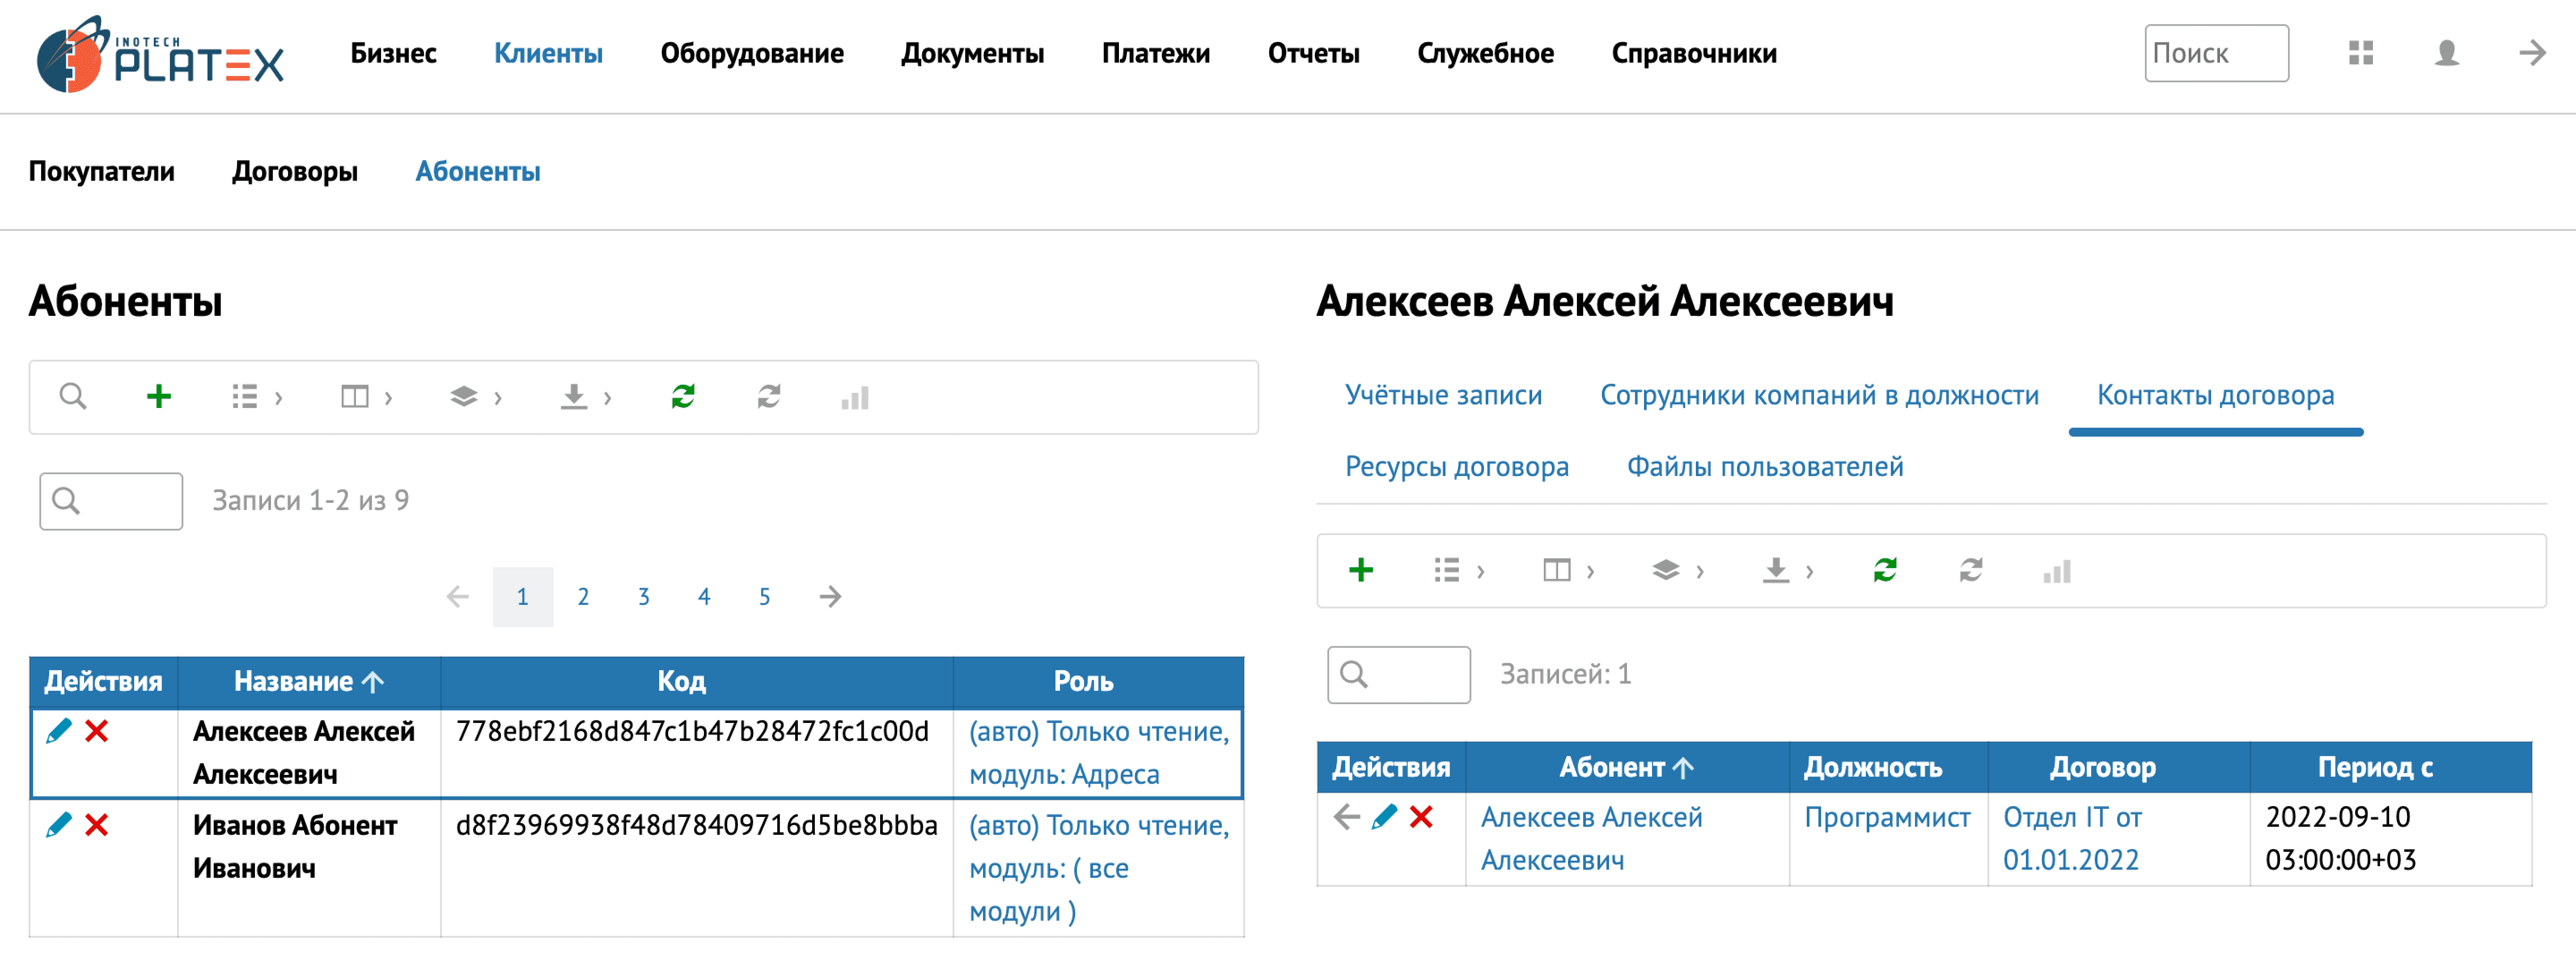 INOTECH
PLATEX
Бизнес Клиенты Оборудование Документы Платежи Отчеты Служебное Справочники Поиск
Покупатели Договоры Абоненты
Абоненты
Записи 1-2 из 9
1 2 3 4 5
Действия Название Код Роль
Алексеев Алексей 778ebf2168d847c1b47b28472fc1c00d (авто) Только чтение,
Алексеевич модуль: Адреса
Иванов Абонент d8f23969938f48d78409716d5be8bbba (авто) Только чтение,
Иванович модуль: ( все
модули )
Алексеев Алексей Алексеевич
Учётные записи Сотрудники компаний в должности Контакты договора
Ресурсы договора Файлы пользователей
Записей: 1
Действия Абонент Должность Договор Период с
Алексеев Алексей Программист Отдел IT от 2022-09-10
Алексеевич 01.01.2022 03:00:00+03